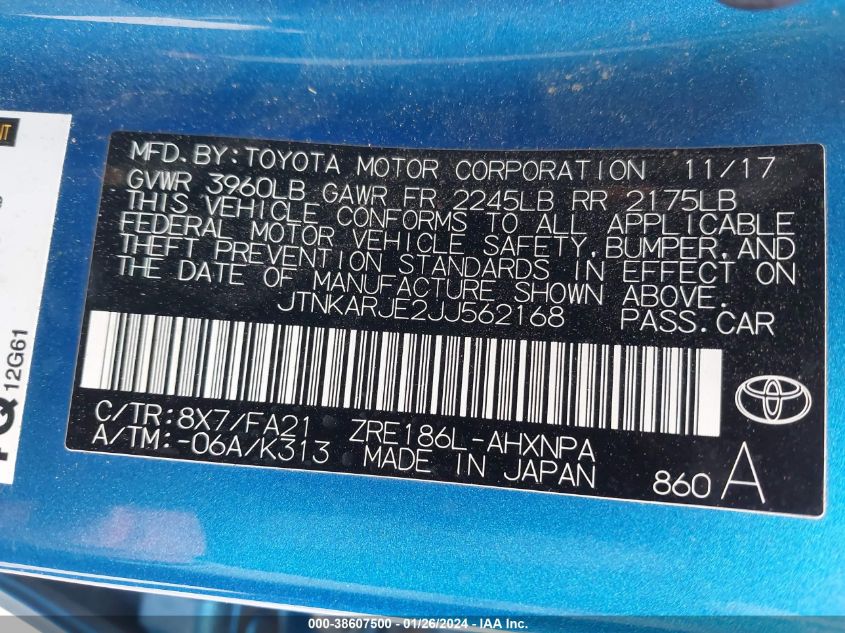 MFD.BY:TOYOTA MOTOR CORPORATION 11/17
GVWR 3960LB GAWR FR 2245LB RR 2175LB
THIS VEHICLE CONFORMS TO ALL APPLICABLE
FEDERAL MOTOR VEHICLE SAFETY,BUMPER,AND
THEFT PREVENTION STANDARDS IN EFFECT ON
THE DATE OF MANUFACTURE SHOWN ABOVE.
JTNKARJE2JJ562168 PASS.CAR
C/TR:8X7/FA21 ZRE186L-AHXNPA
A/TM:-06A/K313 MADE IN JAPAN
860 A
12G61
000-38607500 - 01/26/2024 - IAA Inc.